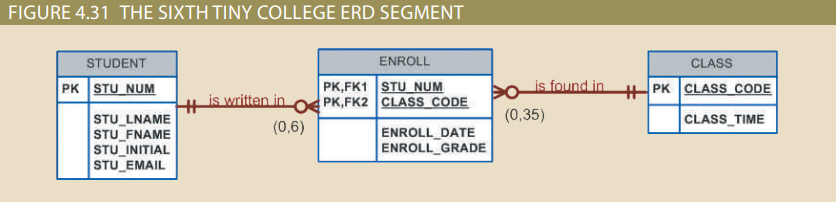 FIGURE 4.31 THE SIXTH TINY COLLEGE ERD SEGMENT
STUDENT
PK STU_NUM
STU_LNAME
STU_FNAME
STU_INITIAL
STU_EMAIL
is written in
(0,6)
ENROLL
PK,FK1 STU_NUM
PK,FK2 CLASS_CODE
ENROLL_DATE
ENROLL_GRADE
is found in
(0,35)
CLASS
PK CLASS_CODE
CLASS_TIME